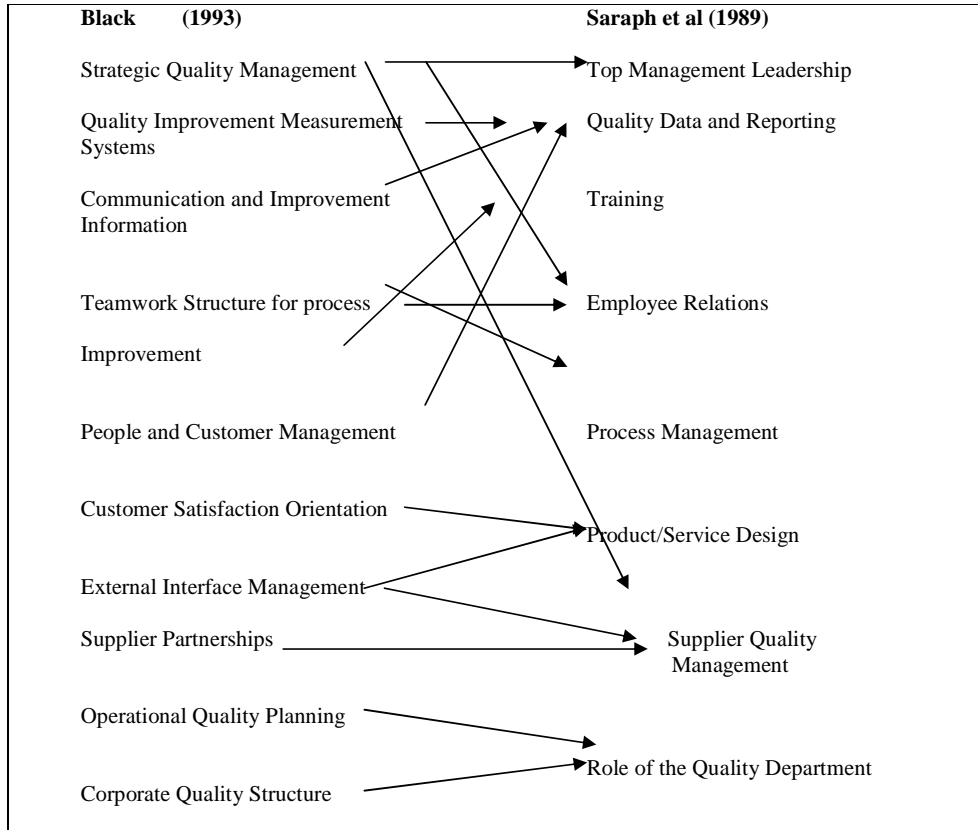 Black (1993) Saraph et al (1989)
Strategic Quality Management Top Management Leadership
Quality Improvement Measurement Quality Data and Reporting
Systems
Communication and Improvement Training
Information
Teamwork Structure for process Employee Relations
Improvement
People and Customer Management Process Management
Customer Satisfaction Orientation
Product/Service Design
External Interface Management
Supplier Partnerships Supplier Quality
Management
Operational Quality Planning
Role of the Quality Department
Corporate Quality Structure